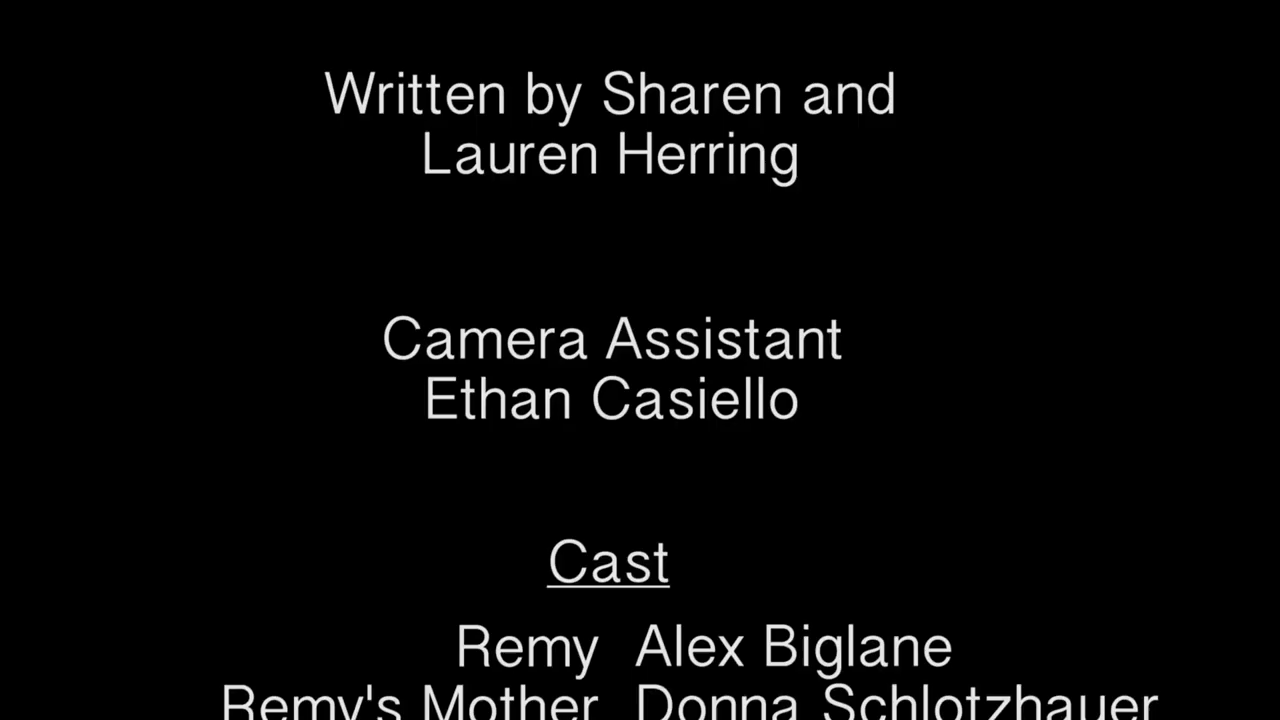 Written by Sharen and
Lauren Herring
Camera Assistant
Ethan Casiello
Cast
Remy Alex Biglane
Remy's Mother Donna Schlotzhauer